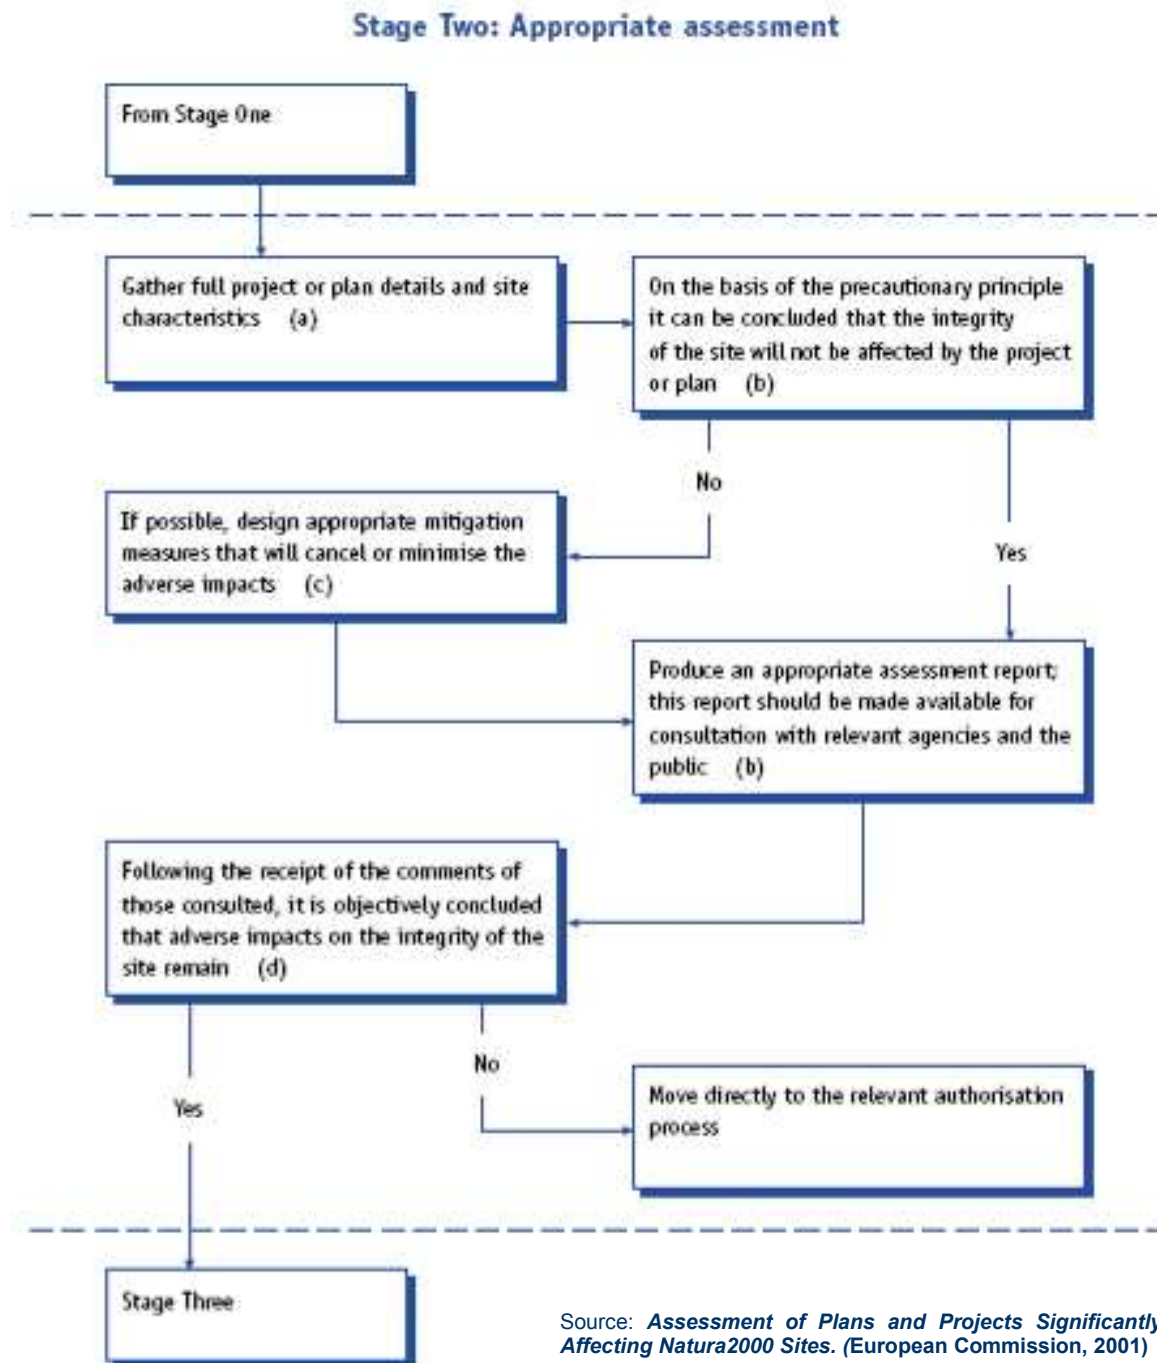 Stage Two: Appropriate assessment
From Stage One
Gather full project or plan details and site
characteristics (a)
On the basis of the precautionary principle
it can be concluded that the integrity
of the site will not be affected by the project
or plan (b)
No
Yes
If possible, design appropriate mitigation
measures that will cancel or minimise the
adverse impacts (c)
Produce an appropriate assessment report;
this report should be made available for
consultation with relevant agencies and the
public (b)
Following the receipt of the comments of
those consulted, it is objectively concluded
that adverse impacts on the integrity of the
site remain (d)
No
Yes
Move directly to the relevant authorisation
process
Stage Three
Source: Assessment of Plans and Projects Significantly
Affecting Natura2000 Sites. (European Commission, 2001)